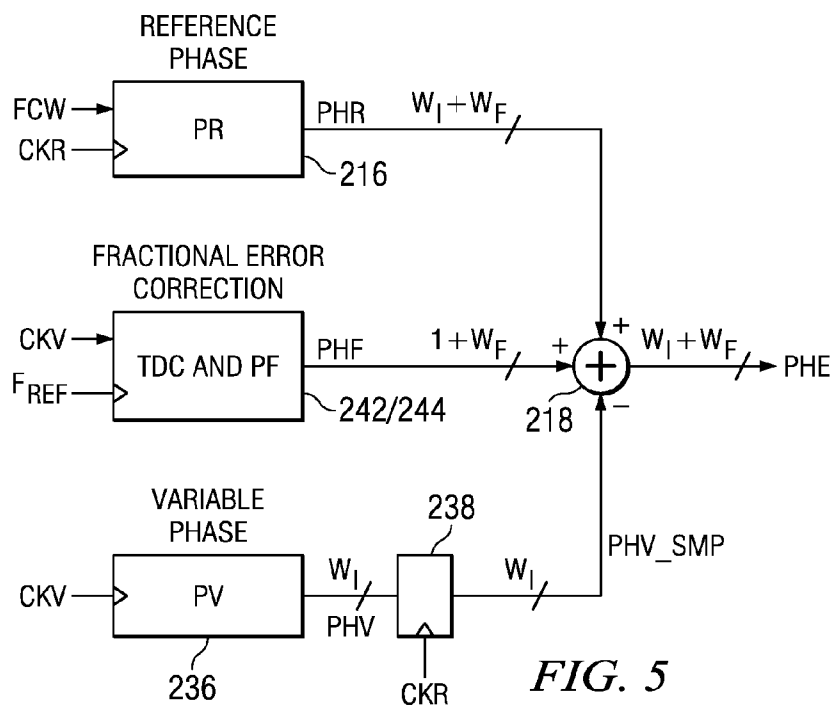 REFERENCE
PHASE
FCW
CKR
PR
PHR
W_I+W_F
216
FRACTIONAL ERROR
CORRECTION
CKV
F_REF
TDC AND PF
PHF
1+W_F
242/244
+
+
+
−
218
W_I+W_F
PHE
VARIABLE
PHASE
CKV
PV
236
W_I
PHV
238
W_I
PHV_SMP
CKR
FIG. 5